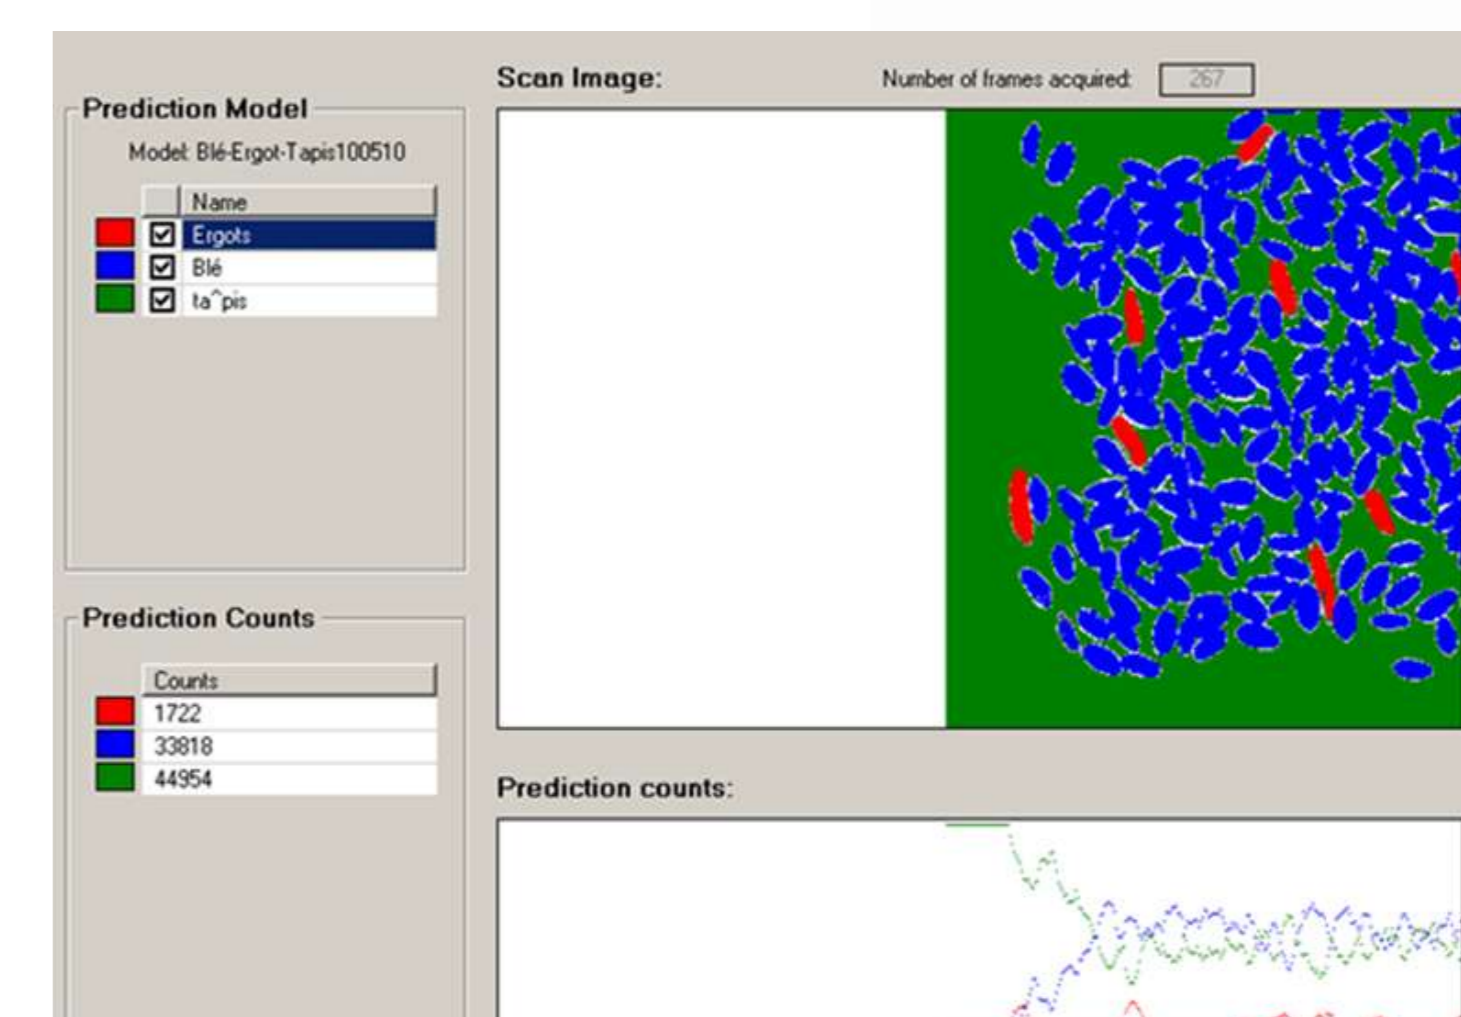 Scan Image:
Number of frames acquired: 267
Prediction Model
Model: Blé-Ergot-Tapis100510
Name
Ergots
Blé
ta^pis
Prediction Counts
Counts
1722
33818
44954
Prediction counts: